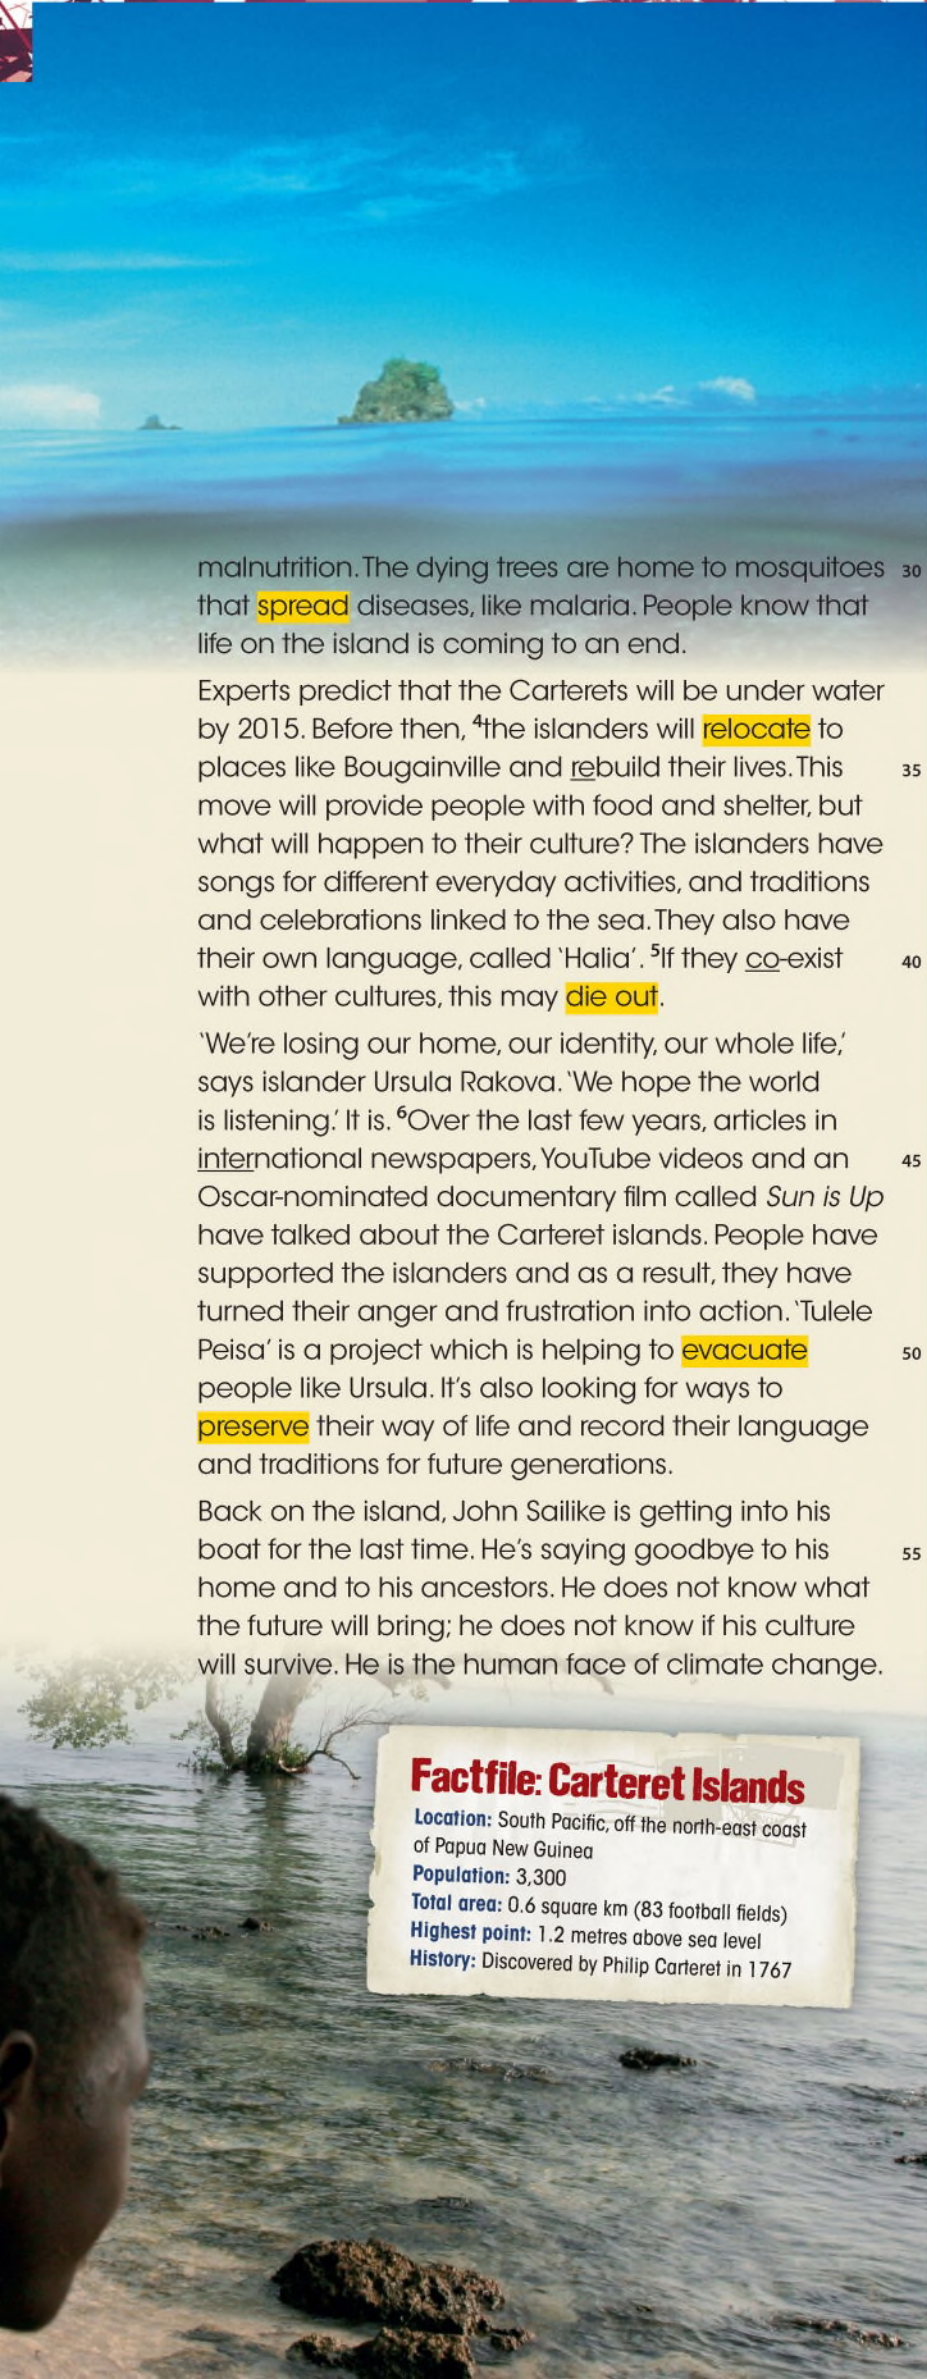 malnutrition. The dying trees are home to mosquitoes 30
that spread diseases, like malaria. People know that
life on the island is coming to an end.
Experts predict that the Carterets will be under water
by 2015. Before then, ⁴the islanders will relocate to
places like Bougainville and rebuild their lives. This 35
move will provide people with food and shelter, but
what will happen to their culture? The islanders have
songs for different everyday activities, and traditions
and celebrations linked to the sea. They also have
their own language, called ‘Halia’. ⁵If they co-exist 40
with other cultures, this may die out.
‘We’re losing our home, our identity, our whole life,’
says islander Ursula Rakova. ‘We hope the world
is listening.’ It is. ⁶Over the last few years, articles in
international newspapers, YouTube videos and an 45
Oscar-nominated documentary film called Sun is Up
have talked about the Carteret islands. People have
supported the islanders and as a result, they have
turned their anger and frustration into action. ‘Tulele
Peisa’ is a project which is helping to evacuate 50
people like Ursula. It’s also looking for ways to
preserve their way of life and record their language
and traditions for future generations.
Back on the island, John Sailike is getting into his
boat for the last time. He’s saying goodbye to his 55
home and to his ancestors. He does not know what
the future will bring; he does not know if his culture
will survive. He is the human face of climate change.
Factfile: Carteret Islands
Location: South Pacific, off the north-east coast
of Papua New Guinea
Population: 3,300
Total area: 0.6 square km (83 football fields)
Highest point: 1.2 metres above sea level
History: Discovered by Philip Carteret in 1767